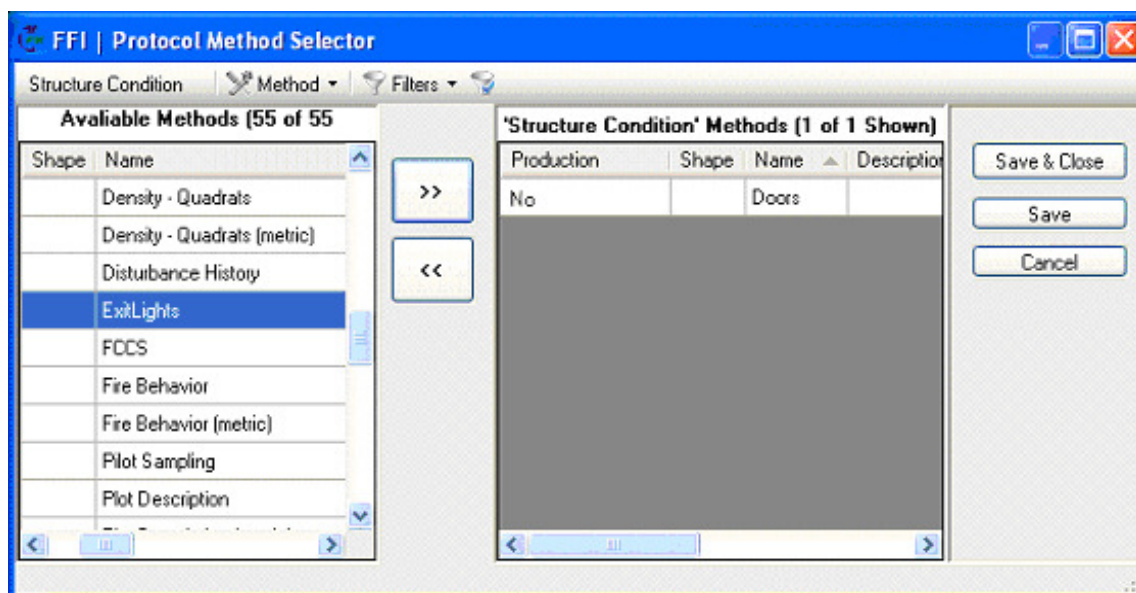 FFI | Protocol Method Selector
Structure Condition Method Filters
Avaliable Methods (55 of 55
Shape Name
Density - Quadrats
Density - Quadrats (metric)
Disturbance History
ExitLights
FCCS
Fire Behavior
Fire Behavior (metric)
Pilot Sampling
Plot Description
>>
<<
'Structure Condition' Methods (1 of 1 Shown)
Production Shape Name Description
No Doors
Save & Close
Save
Cancel